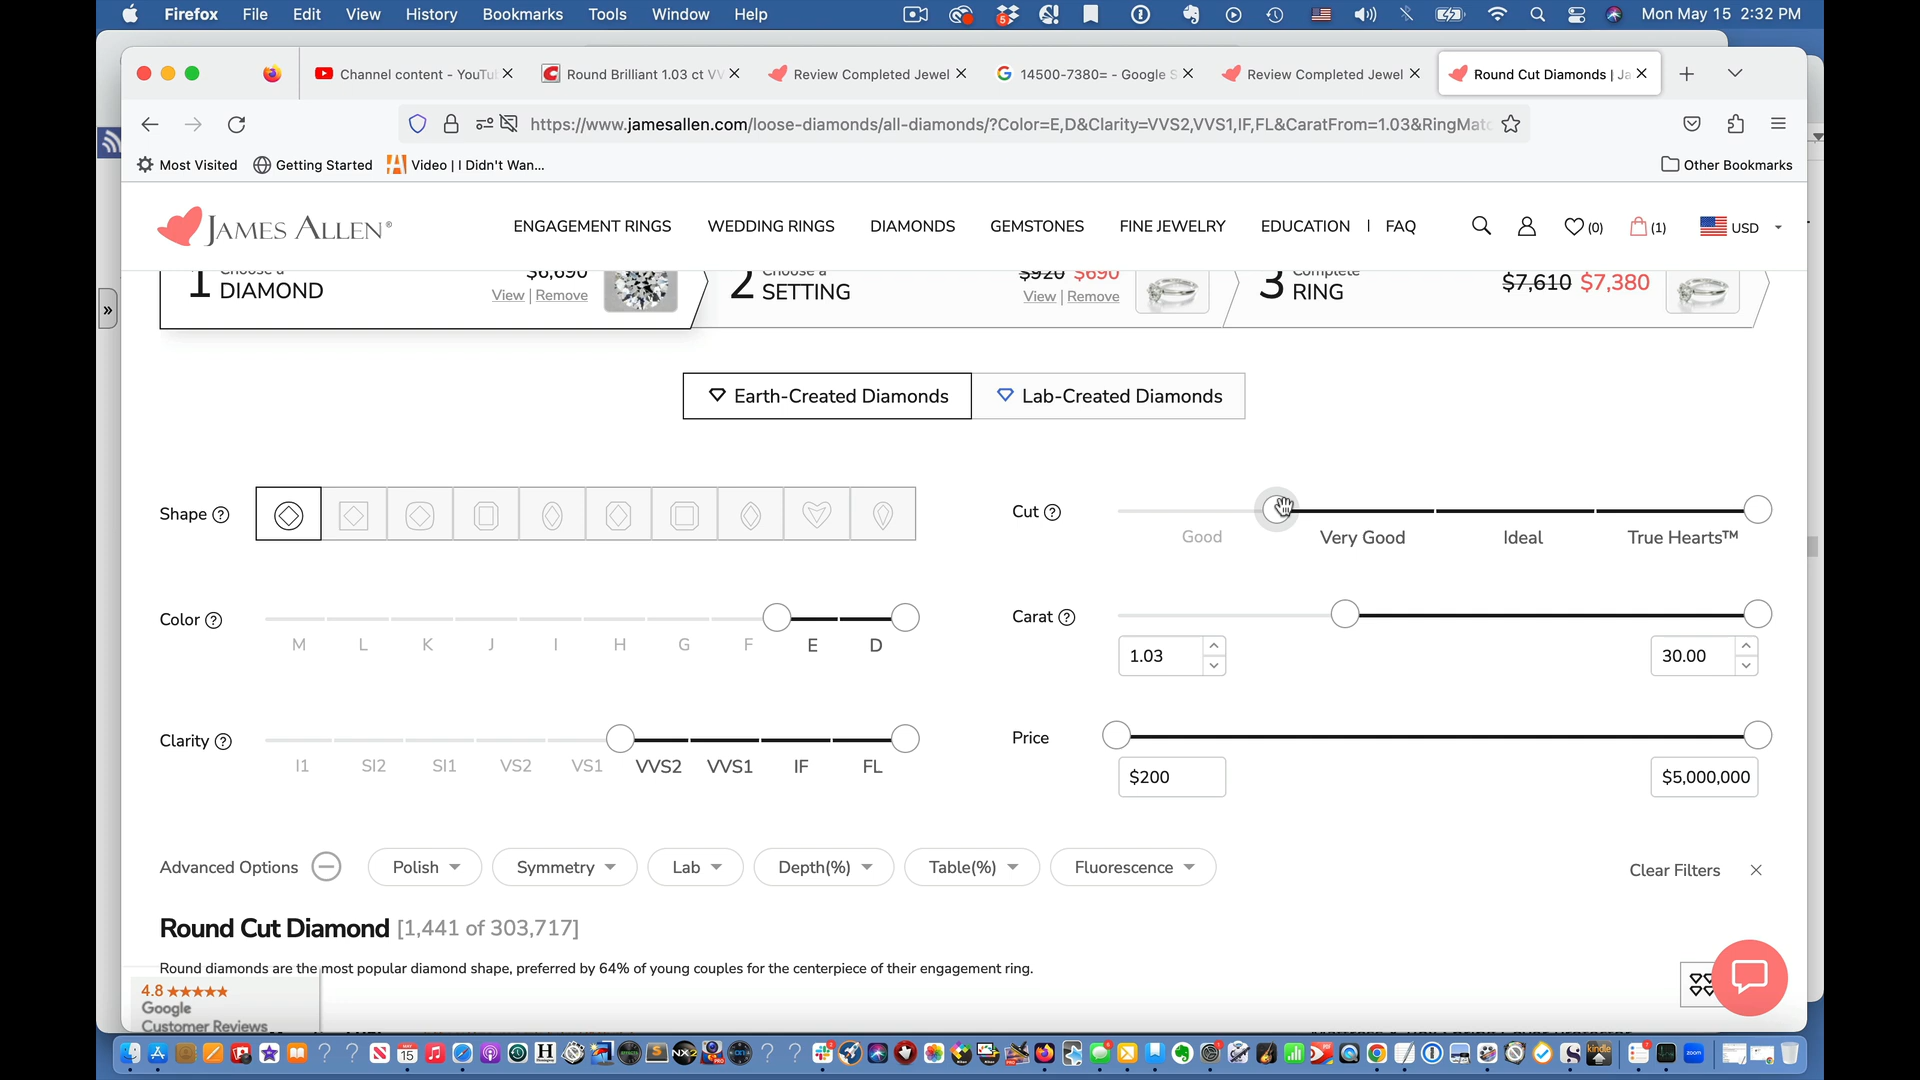 Firefox File Edit View History Bookmarks Tools Window Help
Mon May 15 2:32 PM
Channel content - YouTu
Round Brilliant 1.03 ct VV
Review Completed Jewel
14500-7380= - Google S
Review Completed Jewel
Round Cut Diamonds | Ja
https://www.jamesallen.com/loose-diamonds/all-diamonds/?Color=E,D&Clarity=VVS2,VVS1,IF,FL&CaratFrom=1.03&RingMatc
Most Visited
Getting Started
Video | I Didn't Wan...
Other Bookmarks
JAMES ALLEN®
ENGAGEMENT RINGS WEDDING RINGS DIAMONDS GEMSTONES FINE JEWELRY EDUCATION | FAQ
(0)
(1)
USD
1 Choose a DIAMOND
$6,690
View | Remove
2 Choose a SETTING
$920 $690
View | Remove
3 Complete RING
$7,610 $7,380
Earth-Created Diamonds
Lab-Created Diamonds
Shape ?
Cut ?
Good Very Good Ideal True Hearts™
Color ?
M L K J I H G F E D
Carat ?
1.03
30.00
Clarity ?
I1 SI2 SI1 VS2 VS1 VVS2 VVS1 IF FL
Price
$200
$5,000,000
Advanced Options
Polish
Symmetry
Lab
Depth(%)
Table(%)
Fluorescence
Clear Filters
Round Cut Diamond [1,441 of 303,717]
Round diamonds are the most popular diamond shape, preferred by 64% of young couples for the centerpiece of their engagement ring.
4.8 ★★★★★
Google
Customer Reviews